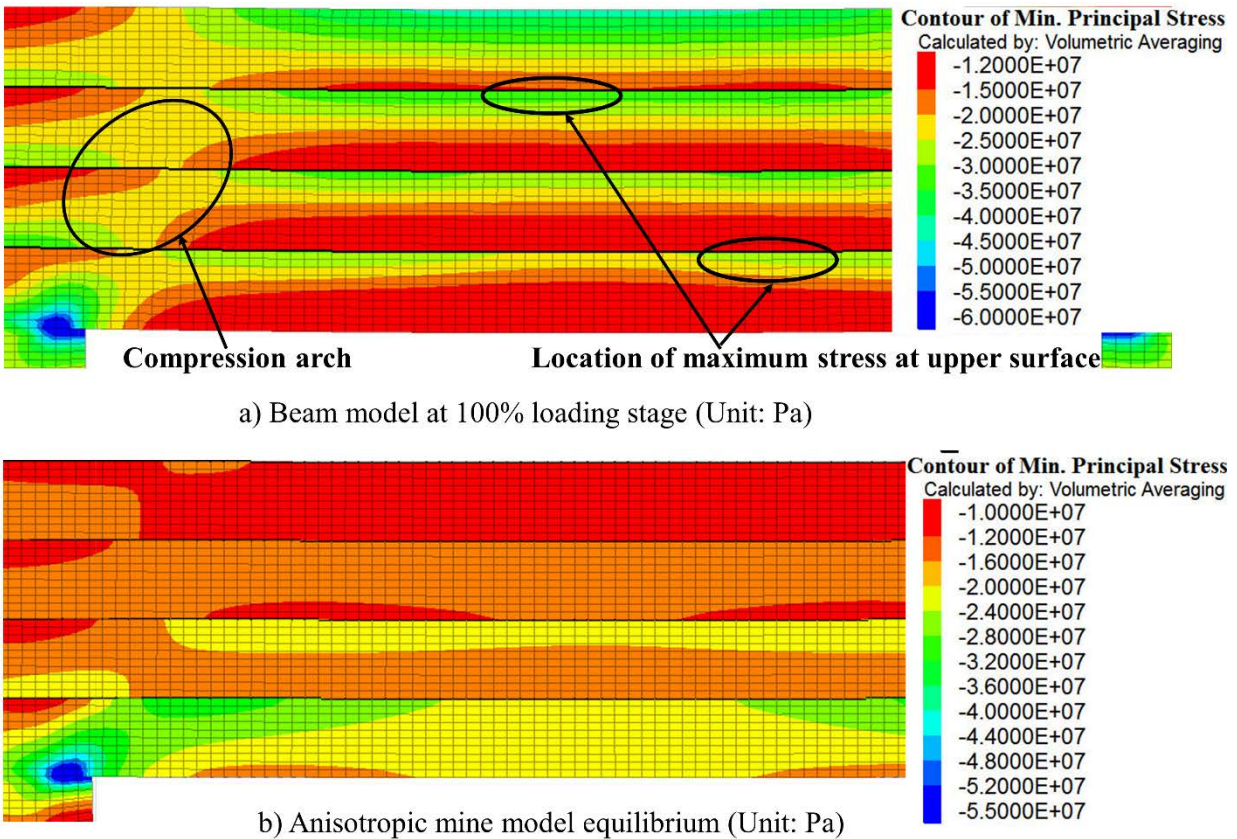 Contour of Min. Principal Stress
Calculated by: Volumetric Averaging
-1.2000E+07
-1.5000E+07
-2.0000E+07
-2.5000E+07
-3.0000E+07
-3.5000E+07
-4.0000E+07
-4.5000E+07
-5.0000E+07
-5.5000E+07
-6.0000E+07
Compression arch
Location of maximum stress at upper surface
a) Beam model at 100% loading stage (Unit: Pa)
Contour of Min. Principal Stress
Calculated by: Volumetric Averaging
-1.0000E+07
-1.2000E+07
-1.6000E+07
-2.0000E+07
-2.4000E+07
-2.8000E+07
-3.2000E+07
-3.6000E+07
-4.0000E+07
-4.4000E+07
-4.8000E+07
-5.2000E+07
-5.5000E+07
b) Anisotropic mine model equilibrium (Unit: Pa)